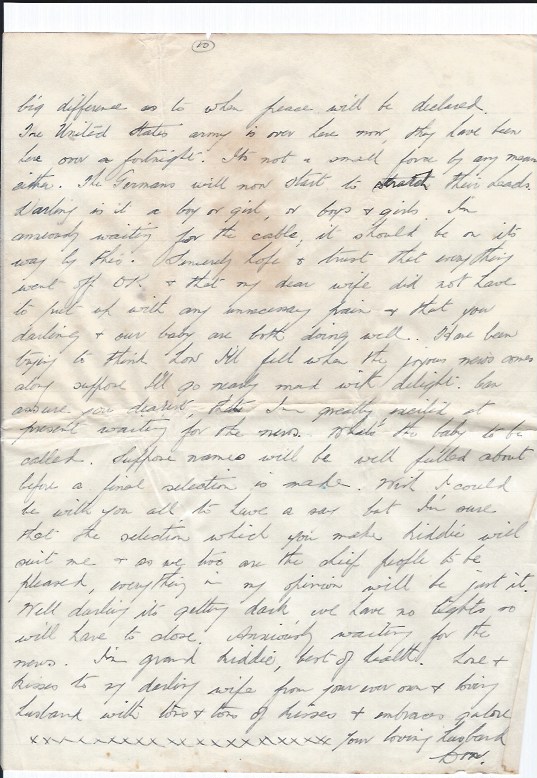 10
big difference as to when peace will be declared.
The United States army is over here now, they have been
here over a fortnight. It's not a small force by any means
either. The Germans will now start to scratch their heads.
Darling is it a boy or girl, or boys & girls. I'm
anxiously waiting for the cable, it should be on its
way by this. Sincerely hope & trust that everything
went off OK. & that my dear wife did not have
to put up with any unnecessary pain & that you
darling & our baby are both doing well. Have been
trying to think how I'll fell when the joyous news comes
along suppose I'll go nearly mad with delight. Can
assure you dearest, that I'm greatly excited at
present waiting for the news. What's the baby to be
called. Suppose names will be well filled about
before a final selection is made. Wish I could
be with you all to have a say but I'm sure
that the selection which you make Kiddie will
suit me & as we two are the chief people to be
pleased, everything in my opinion will be just it.
Well darling its getting dark we have no lights so
will have to close. Anxiously waiting for the
news. I'm grand Kiddie, best of health. Love &
Kisses to my darling wife from your ever own & loving
husband with tons & tons of kisses & embraces galore
xxxxxxxxxxxxxxxxxxxxxxx Your loving husband